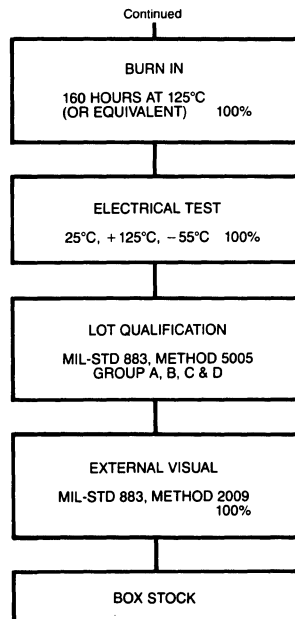 Continued
BURN IN
160 HOURS AT 125°C
(OR EQUIVALENT) 100%
ELECTRICAL TEST
25°C, +125°C, −55°C 100%
LOT QUALIFICATION
MIL-STD 883, METHOD 5005
GROUP A, B, C & D
EXTERNAL VISUAL
MIL-STD 883, METHOD 2009
100%
BOX STOCK